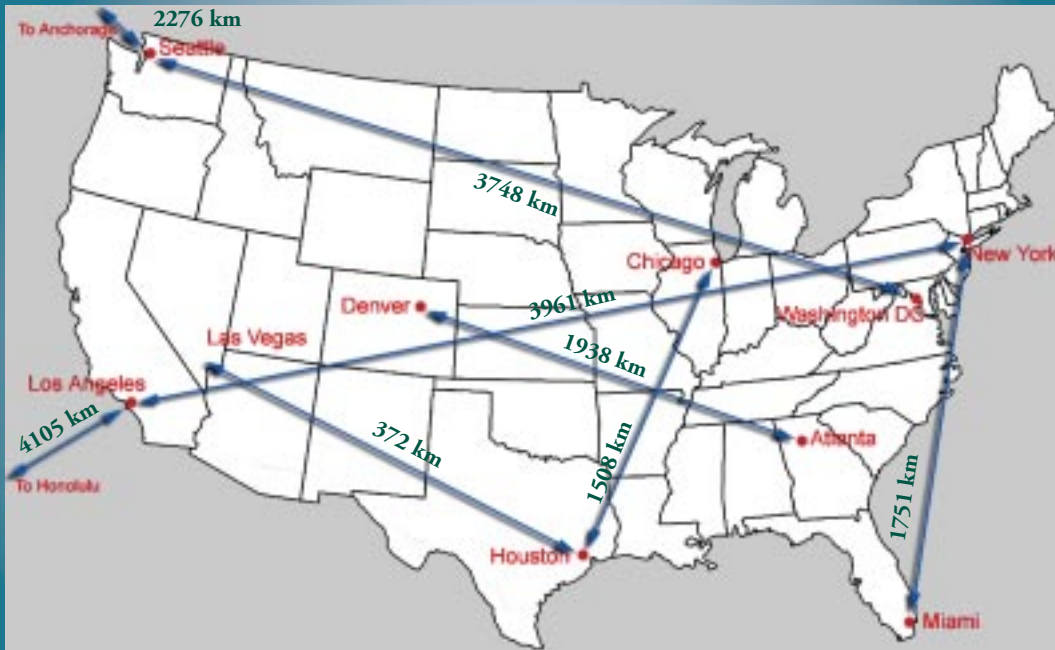 2276 km
To Anchorage
Seattle
3748 km
Chicago
New York
3961 km
Denver
Washington DC
Las Vegas
1938 km
Los Angeles
4105 km
372 km
1508 km
Atlanta
1751 km
To Honolulu
Houston
Miami